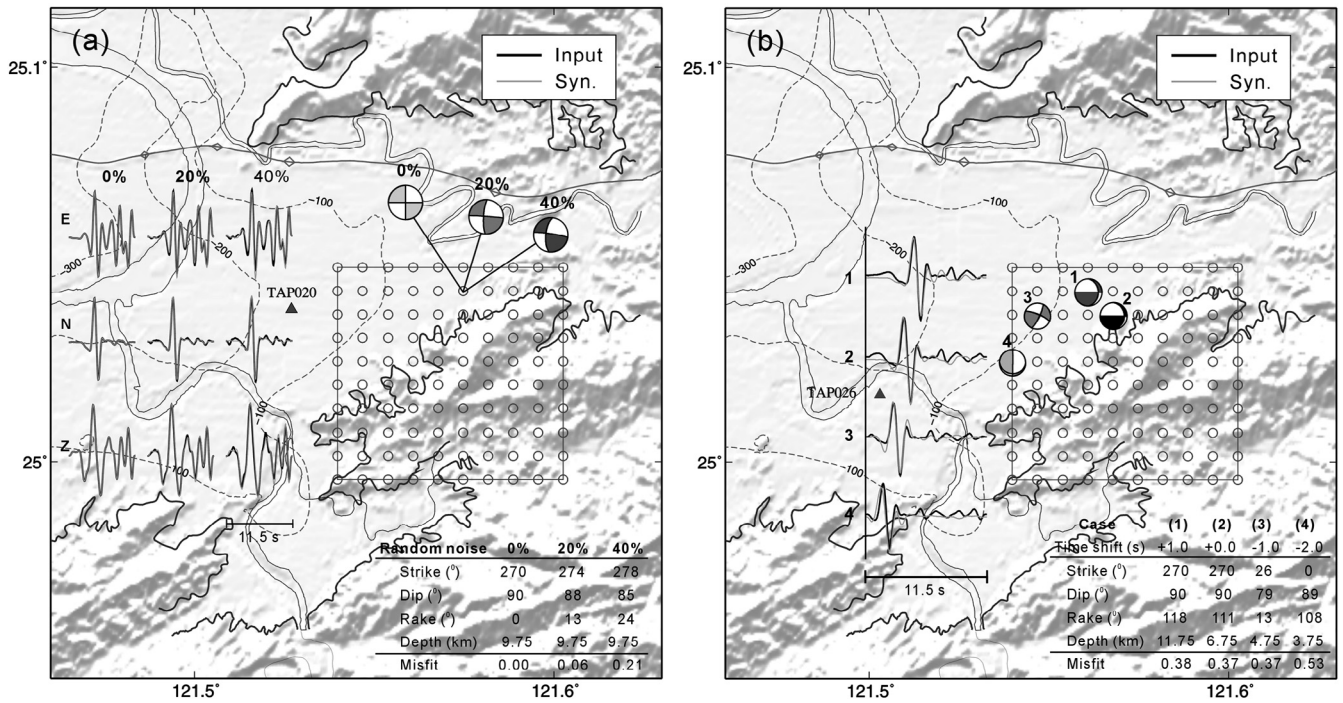 (a)
Input
Syn.
25.1°
0%
20%
40%
0%
20%
40%
E
-100
-200
-300
TAP020
N
-100
Z
-100
25°
11.5 s
Random noise 0% 20% 40%
Strike (°) 270 274 278
Dip (°) 90 88 85
Rake (°) 0 13 24
Depth (km) 9.75 9.75 9.75
Misfit 0.00 0.06 0.21
121.5°
121.6°
(b)
Input
Syn.
-100
-200
-300
1
1
2
3
4
2
TAP026
-100
3
-100
4
11.5 s
Case (1) (2) (3) (4)
Time shift (s) +1.0 +0.0 -1.0 -2.0
Strike (°) 270 270 26 0
Dip (°) 90 90 79 89
Rake (°) 118 111 13 108
Depth (km) 11.75 6.75 4.75 3.75
Misfit 0.38 0.37 0.37 0.53
121.5°
121.6°